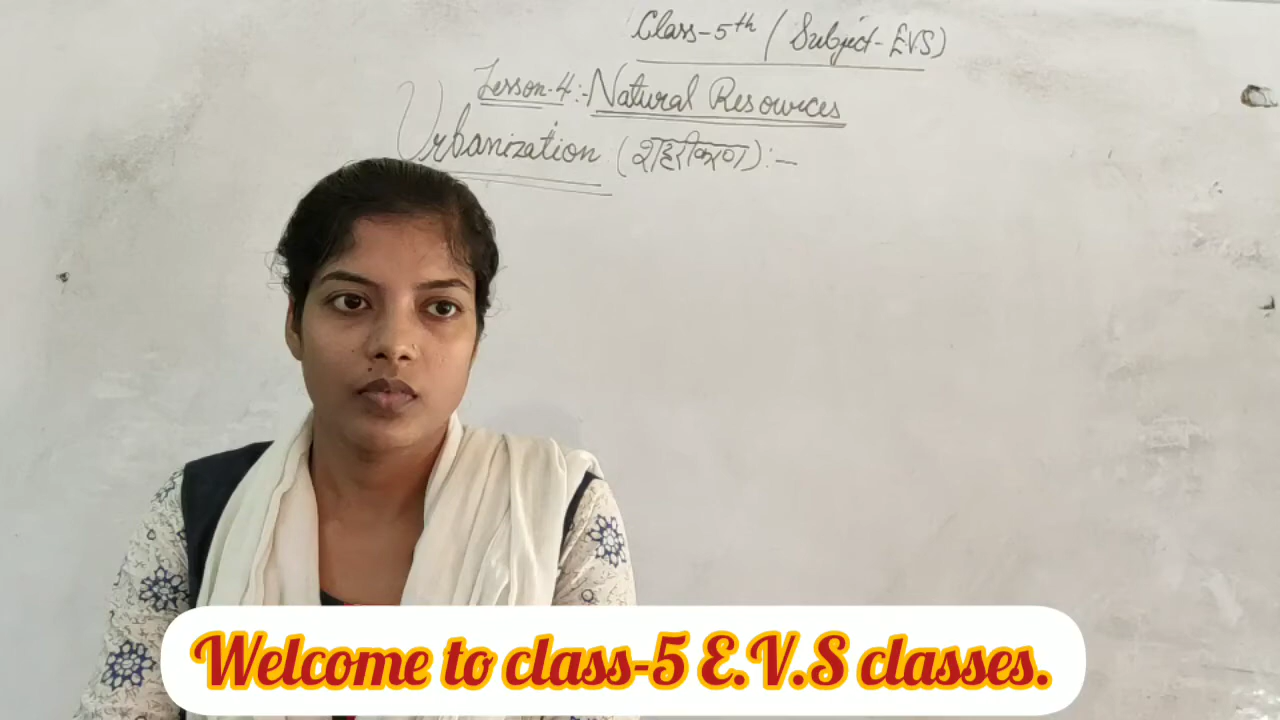 Class-5th (Subject-EVS)
Lesson-4:-Natural Resources
Urbanization (शहरीकरण):-
Welcome to class-5 E.V.S classes.